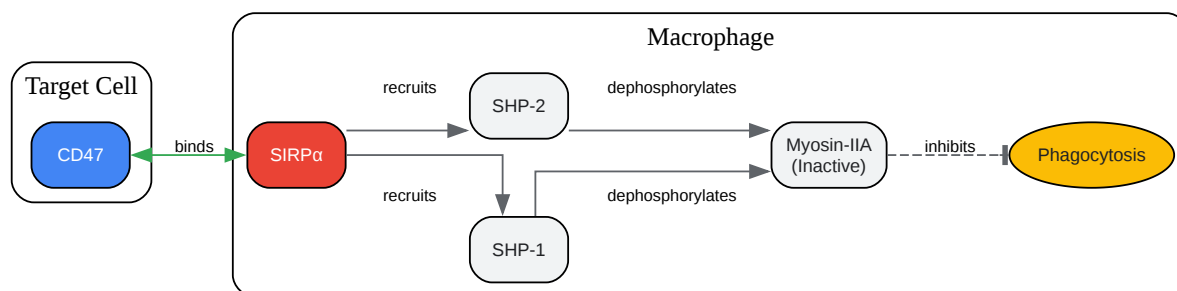 Macrophage
Target Cell
CD47
binds
SIRPα
recruits
SHP-2
dephosphorylates
recruits
SHP-1
dephosphorylates
Myosin-IIA
(Inactive)
inhibits
Phagocytosis